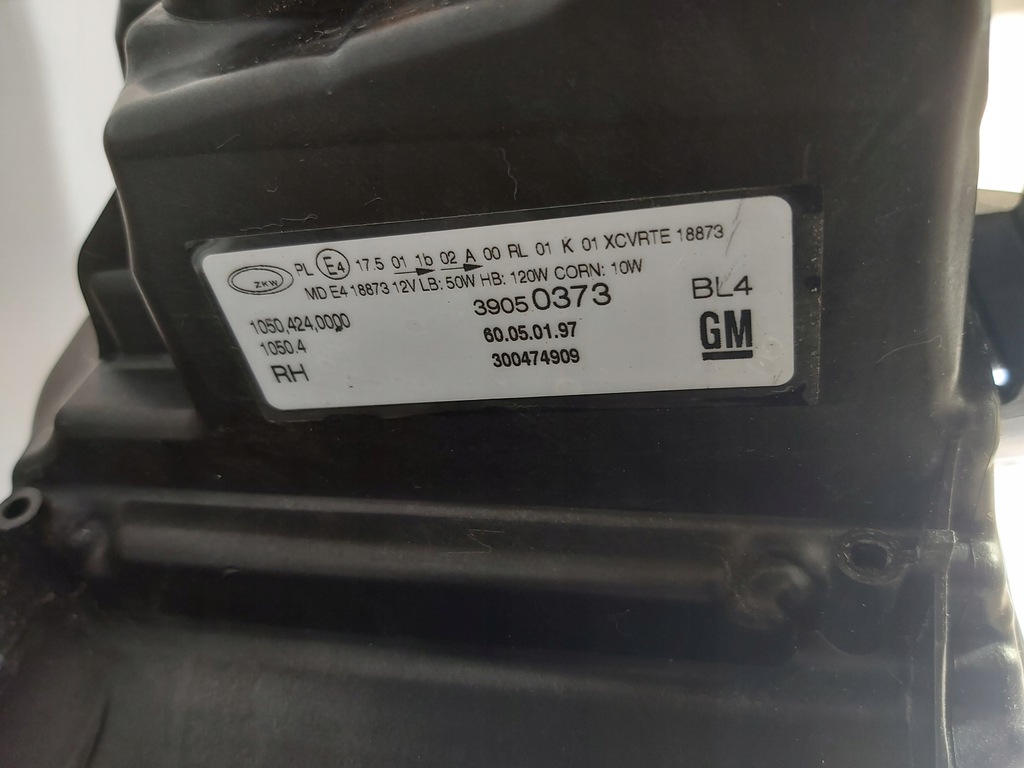 ZKW
PL E4 17.5 01 1b 02 A 00 RL 01 K 01 XCVRTE 18873
MD E4 18873 12V LB: 50W HB: 120W CORN: 10W
1050.424.0000
39050373
BL4
1050.4
60.05.01.97
GM
RH
300474909